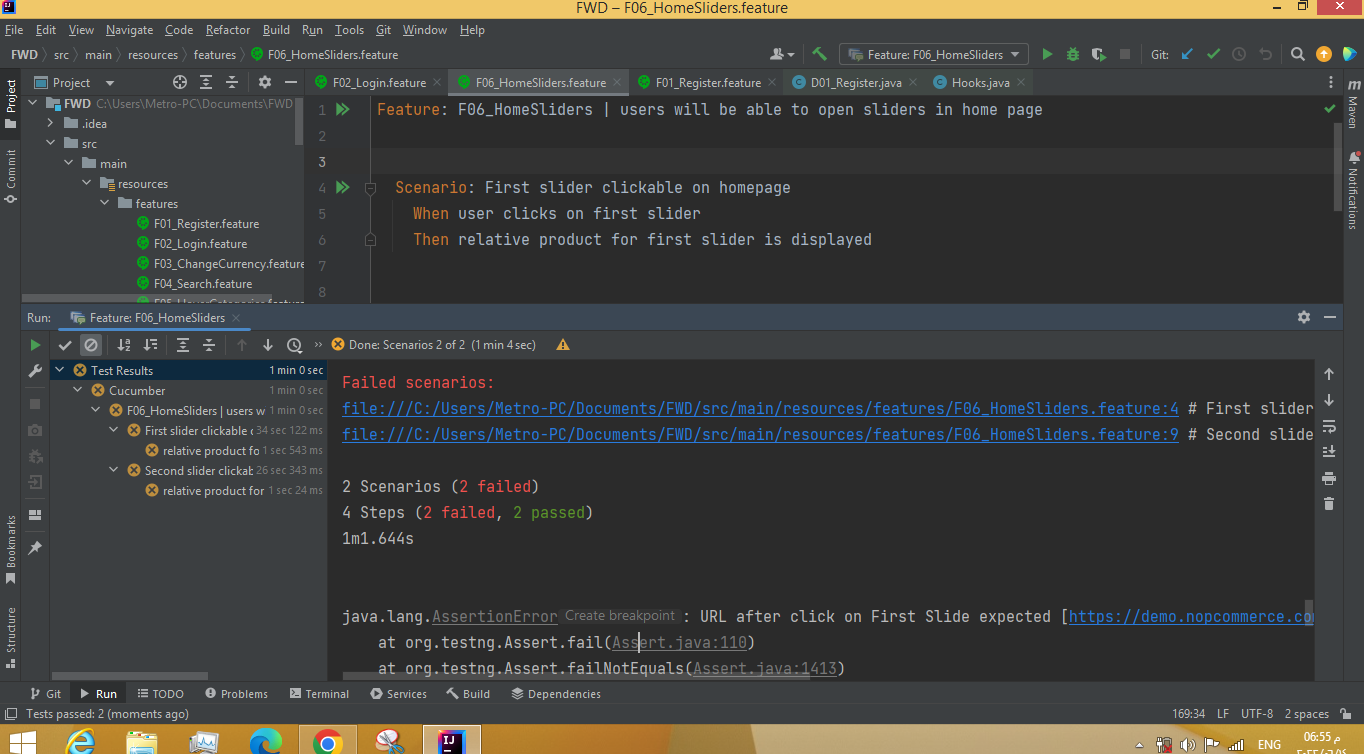 FWD – F06_HomeSliders.feature
File Edit View Navigate Code Refactor Build Run Tools Git Window Help
FWD src main resources features F06_HomeSliders.feature
Feature: F06_HomeSliders
Git:
Project
F02_Login.feature F06_HomeSliders.feature F01_Register.feature D01_Register.java Hooks.java
Project
Commit
Bookmarks
Structure
Maven
Notifications
FWD C:\Users\Metro-PC\Documents\FWD
.idea
src
main
resources
features
F01_Register.feature
F02_Login.feature
F03_ChangeCurrency.feature
F04_Search.feature
1 Feature: F06_HomeSliders | users will be able to open sliders in home page
2
3
4 Scenario: First slider clickable on homepage
5 When user clicks on first slider
6 Then relative product for first slider is displayed
7
8
Run: Feature: F06_HomeSliders
Done: Scenarios 2 of 2 (1 min 4 sec)
Test Results 1 min 0 sec
Cucumber 1 min 0 sec
F06_HomeSliders | users w 1 min 0 sec
First slider clickable 34 sec 122 ms
relative product fo 1 sec 543 ms
Second slider clickab 26 sec 343 ms
relative product for 1 sec 24 ms
Failed scenarios:
file:///C:/Users/Metro-PC/Documents/FWD/src/main/resources/features/F06_HomeSliders.feature:4 # First slider
file:///C:/Users/Metro-PC/Documents/FWD/src/main/resources/features/F06_HomeSliders.feature:9 # Second slide
2 Scenarios (2 failed)
4 Steps (2 failed, 2 passed)
1m1.644s
java.lang.AssertionError Create breakpoint : URL after click on First Slide expected [https://demo.nopcommerce.co
at org.testng.Assert.fail(Assert.java:110)
at org.testng.Assert.failNotEquals(Assert.java:1413)
Git Run TODO Problems Terminal Services Build Dependencies
Tests passed: 2 (moments ago)
169:34 LF UTF-8 2 spaces
ENG
06:55 م